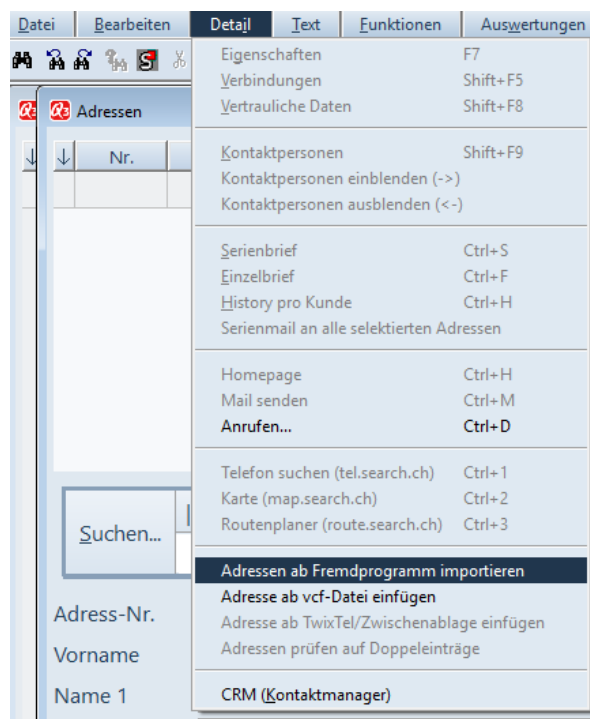 Datei Bearbeiten Detail Text Funktionen Auswertungen
Adressen
Nr.
Eigenschaften F7
Verbindungen Shift+F5
Vertrauliche Daten Shift+F8
Kontaktpersonen Shift+F9
Kontaktpersonen einblenden (->)
Kontaktpersonen ausblenden (<-)
Serienbrief Ctrl+S
Einzelbrief Ctrl+F
History pro Kunde Ctrl+H
Serienmail an alle selektierten Adressen
Homepage Ctrl+H
Mail senden Ctrl+M
Anrufen... Ctrl+D
Telefon suchen (tel.search.ch) Ctrl+1
Karte (map.search.ch) Ctrl+2
Routenplaner (route.search.ch) Ctrl+3
Suchen...
Adressen ab Fremdprogramm importieren
Adresse ab vcf-Datei einfügen
Adresse ab TwixTel/Zwischenablage einfügen
Adressen prüfen auf Doppeleinträge
CRM (Kontaktmanager)
Adress-Nr.
Vorname
Name 1